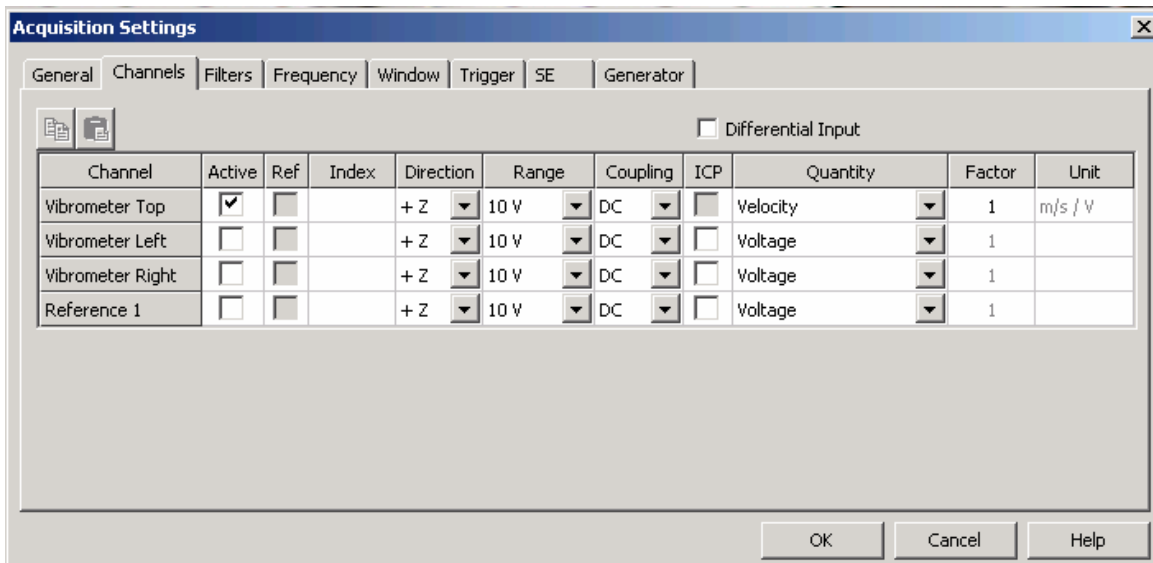 Acquisition Settings
General Channels Filters Frequency Window Trigger SE Generator
Differential Input
Channel Active Ref Index Direction Range Coupling ICP Quantity Factor Unit
Vibrometer Top + Z 10 V DC Velocity 1 m/s / V
Vibrometer Left + Z 10 V DC Voltage 1
Vibrometer Right + Z 10 V DC Voltage 1
Reference 1 + Z 10 V DC Voltage 1
OK Cancel Help